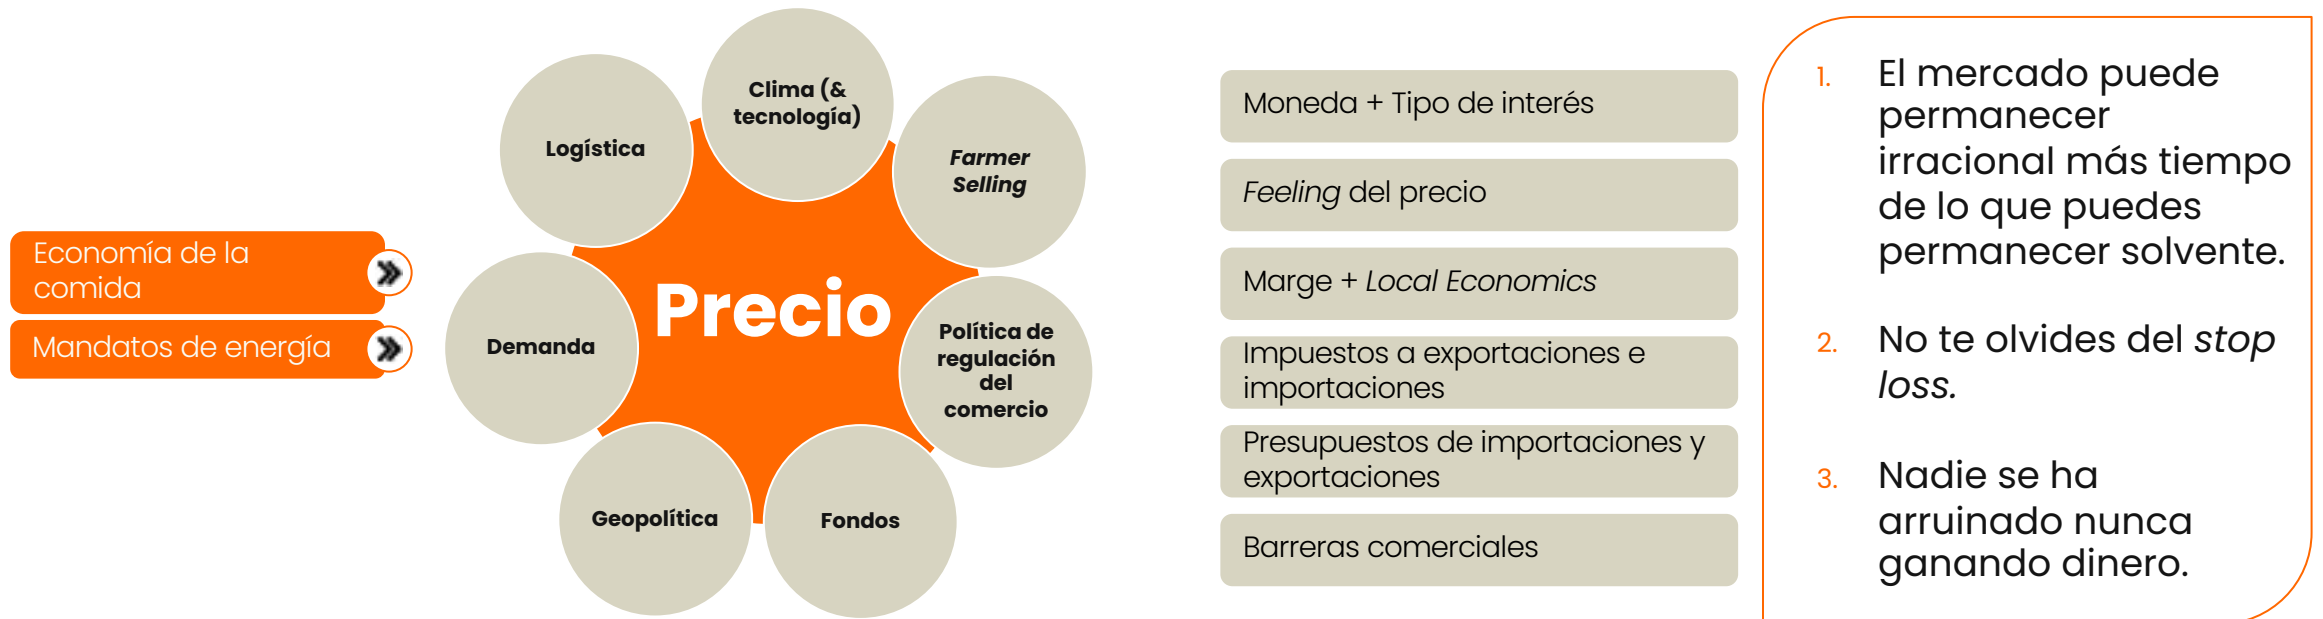 Economía de la
comida
Mandatos de energía
Precio
Clima (&
tecnología)
Farmer
Selling
Política de
regulación
del
comercio
Fondos
Geopolítica
Demanda
Logística
Moneda + Tipo de interés
Feeling del precio
Marge + Local Economics
Impuestos a exportaciones e
importaciones
Presupuestos de importaciones y
exportaciones
Barreras comerciales
1. El mercado puede
permanecer
irracional más tiempo
de lo que puedes
permanecer solvente.
2. No te olvides del stop
loss.
3. Nadie se ha
arruinado nunca
ganando dinero.